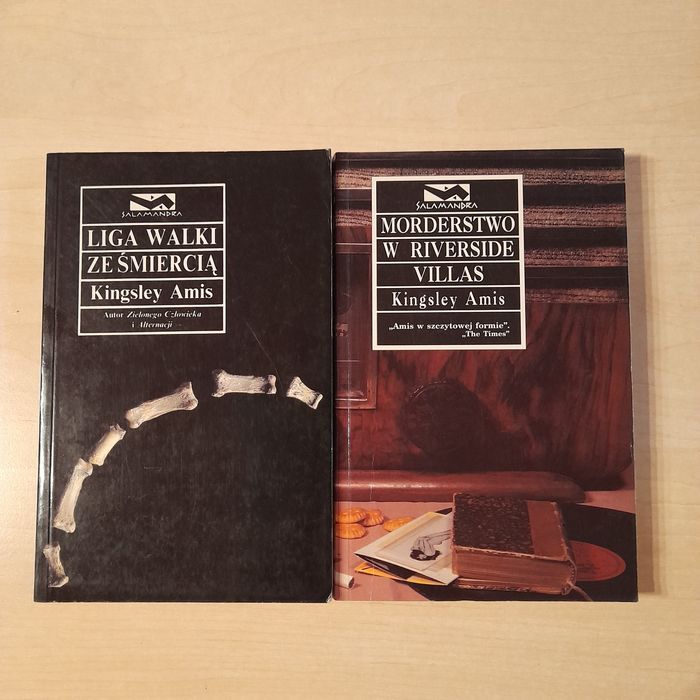 SALAMANDRA
LIGA WALKI
ZE ŚMIERCIĄ
Kingsley Amis
Autor Zielonego Człowieka
i Alternacji
SALAMANDRA
MORDERSTWO
W RIVERSIDE
VILLAS
Kingsley Amis
„Amis w szczytowej formie".
„The Times"